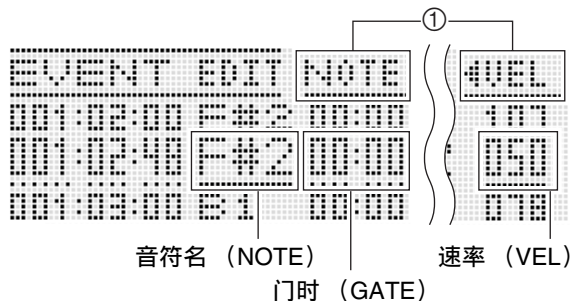 ①
EVENT EDIT NOTE ◀VEL
001:02:00 F#2 00:00 107
001:02:48 F#2 00:00 050
001:03:00 B1 00:00 078
音符名 （NOTE） 速率 （VEL）
门时 （GATE）